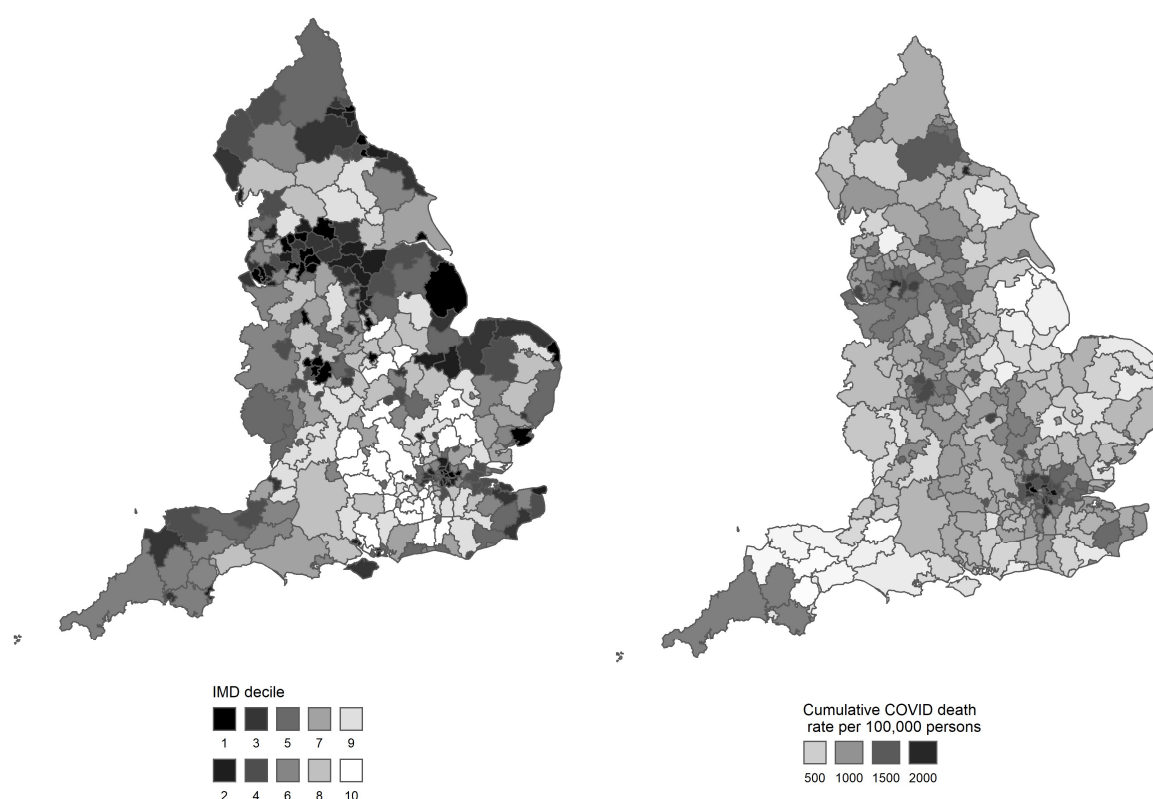 IMD decile
1 3 5 7 9
2 4 6 8 10
Cumulative COVID death
rate per 100,000 persons
500 1000 1500 2000